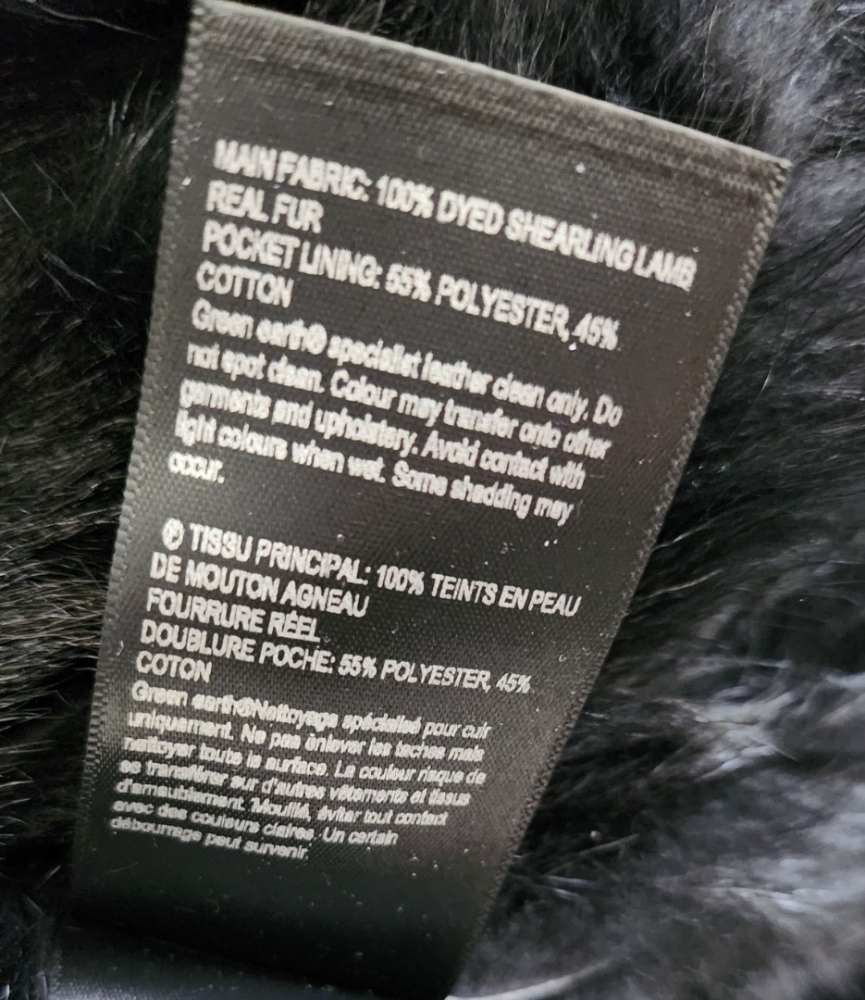 MAIN FABRIC: 100% DYED SHEARLING LAMB
REAL FUR
POCKET LINING: 55% POLYESTER, 45%
COTTON
Green earth® specialist leather clean only. Do
not spot clean. Colour may transfer onto other
garments and upholstery. Avoid contact with
light colours when wet. Some shedding may
occur.
Ⓟ TISSU PRINCIPAL: 100% TEINTS EN PEAU
DE MOUTON AGNEAU
FOURRURE RÉEL
DOUBLURE POCHE: 55% POLYESTER, 45%
COTON
Green earth®Nettoyage spécialisé pour cuir
uniquement. Ne pas enlever les taches mais
nettoyer toute la surface. La couleur risque de
se transférer sur d'autres vêtements et tissus
d'ameublement. Mouillé, éviter tout contact
avec des couleurs claires. Un certain
débourrage peut survenir.